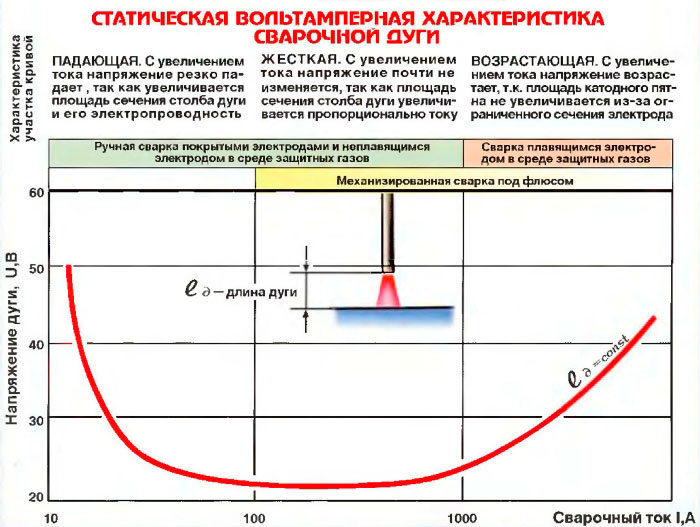 СТАТИЧЕСКАЯ ВОЛЬТАМПЕРНАЯ ХАРАКТЕРИСТИКА
СВАРОЧНОЙ ДУГИ
Характеристика
участка кривой
ПАДАЮЩАЯ. С увеличением
тока напряжение резко па-
дает , так как увеличивается
площадь сечения столба дуги
и его электропроводность
ЖЕСТКАЯ. С увеличением
тока напряжение почти не
изменяется, так как площадь
сечения столба дуги увеличи-
вается пропорционально току
ВОЗРАСТАЮЩАЯ. С увеличе-
нием тока напряжение возрас-
тает, т.к. площадь катодного пят-
на не увеличивается из-за ог-
раниченного сечения электрода
Ручная сварка покрытыми электродами и неплавящимся
электродом в среде защитных газов
Сварка плавящимся электро-
дом в среде защитных газов
Механизированная сварка под флюсом
Напряжение дуги, U,В
60
50
40
30
20
ℓ д – длина дуги
ℓ д =const
10
100
1000
Сварочный ток I,А